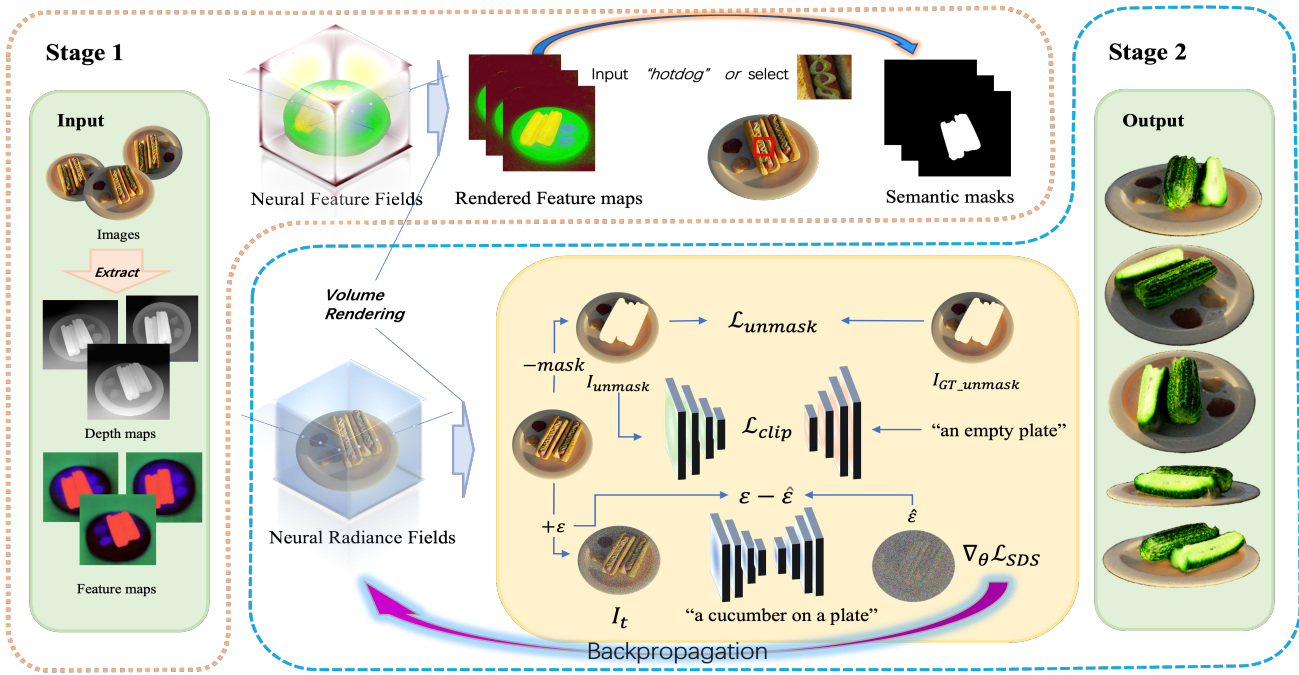 Stage 1
Input
Images
Extract
Depth maps
Feature maps
Neural Feature Fields
Rendered Feature maps
Input "hotdog" or select
Semantic masks
Volume
Rendering
Neural Radiance Fields
−mask
I_unmask
ℒ_unmask
I_GT_unmask
ℒ_clip
"an empty plate"
+ε
ε − ε̂
ε̂
I_t
"a cucumber on a plate"
∇_θ ℒ_SDS
Backpropagation
Stage 2
Output